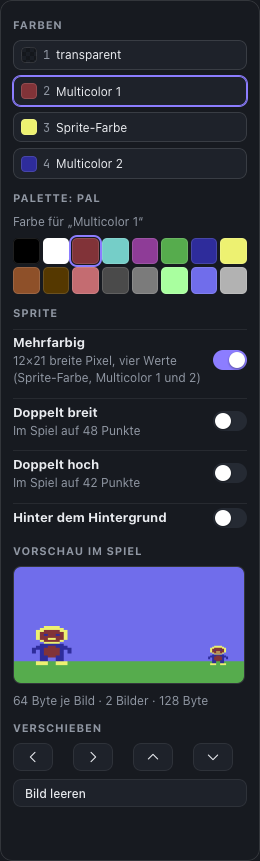 FARBEN
1 transparent
2 Multicolor 1
3 Sprite-Farbe
4 Multicolor 2
PALETTE: PAL
Farbe für „Multicolor 1“
SPRITE
Mehrfarbig
12×21 breite Pixel, vier Werte
(Sprite-Farbe, Multicolor 1 und 2)
Doppelt breit
Im Spiel auf 48 Punkte
Doppelt hoch
Im Spiel auf 42 Punkte
Hinter dem Hintergrund
VORSCHAU IM SPIEL
64 Byte je Bild · 2 Bilder · 128 Byte
VERSCHIEBEN
Bild leeren